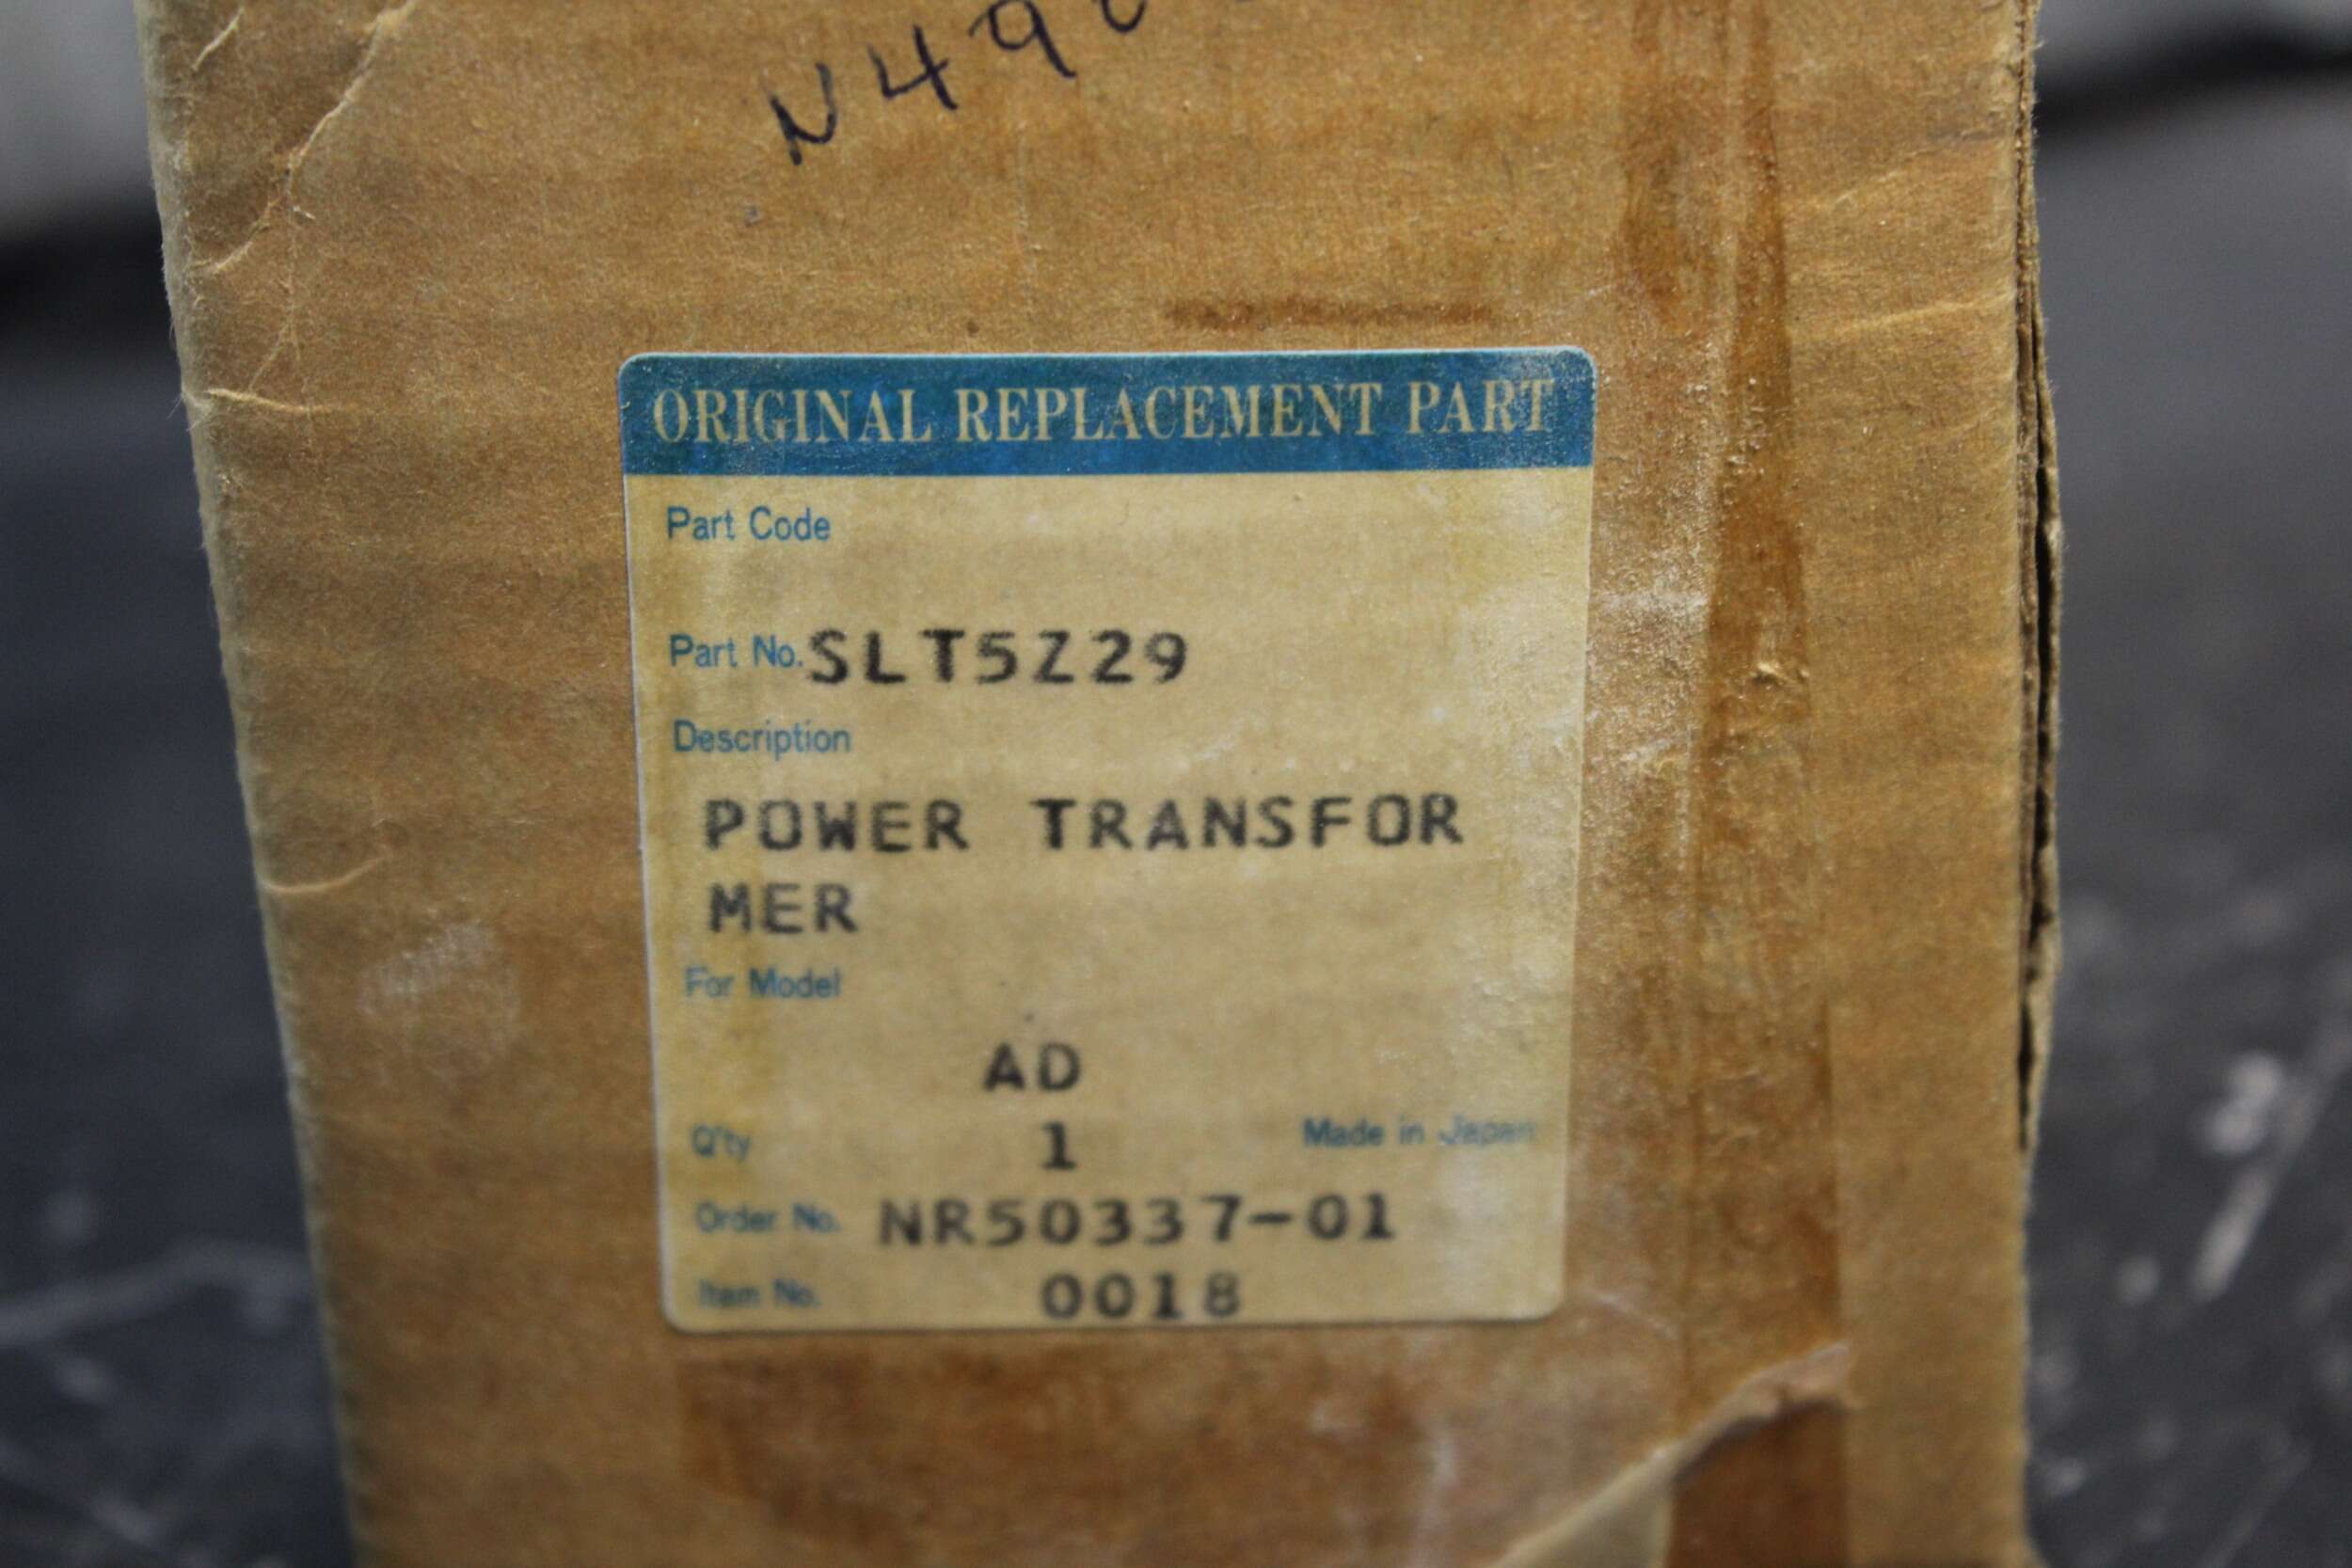 N49
ORIGINAL REPLACEMENT PART
Part Code
Part No. SLT5Z29
Description
POWER TRANSFOR
MER
For Model
AD
Q'ty 1 Made in Japan
Order No. NR50337-01
Item No. 0018